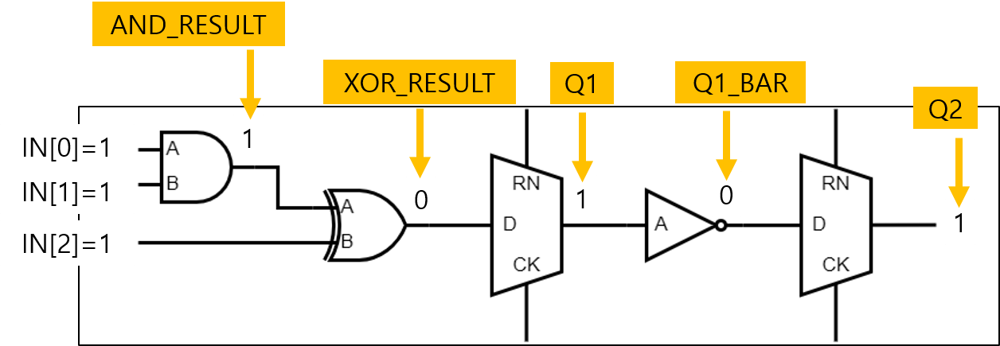 AND_RESULT
XOR_RESULT
Q1
Q1_BAR
Q2
IN[0]=1
IN[1]=1
IN[2]=1
A
B
1
A
B
0
RN
D
CK
1
A
0
RN
D
CK
1